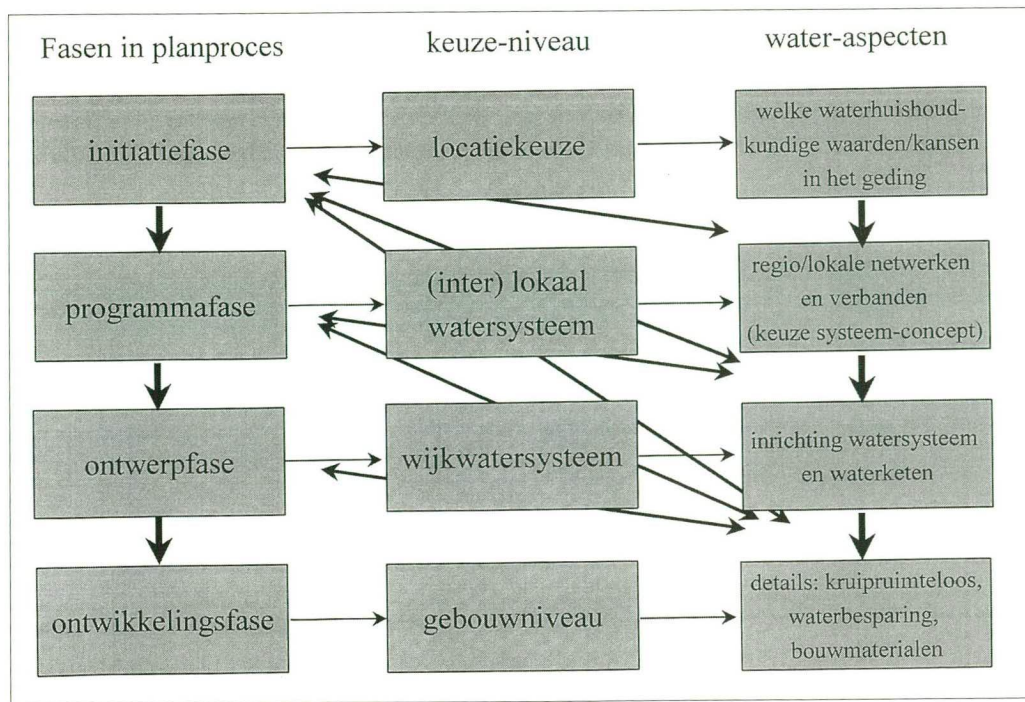 Fasen in planproces
keuze-niveau
water-aspecten
initiatiefase
locatiekeuze
welke waterhuishoud-
kundige waarden/kansen
in het geding
programmafase
(inter) lokaal
watersysteem
regio/lokale netwerken
en verbanden
(keuze systeem-concept)
ontwerpfase
wijkwatersysteem
inrichting watersysteem
en waterketen
ontwikkelingsfase
gebouwniveau
details: kruipruimteloos,
waterbesparing,
bouwmaterialen